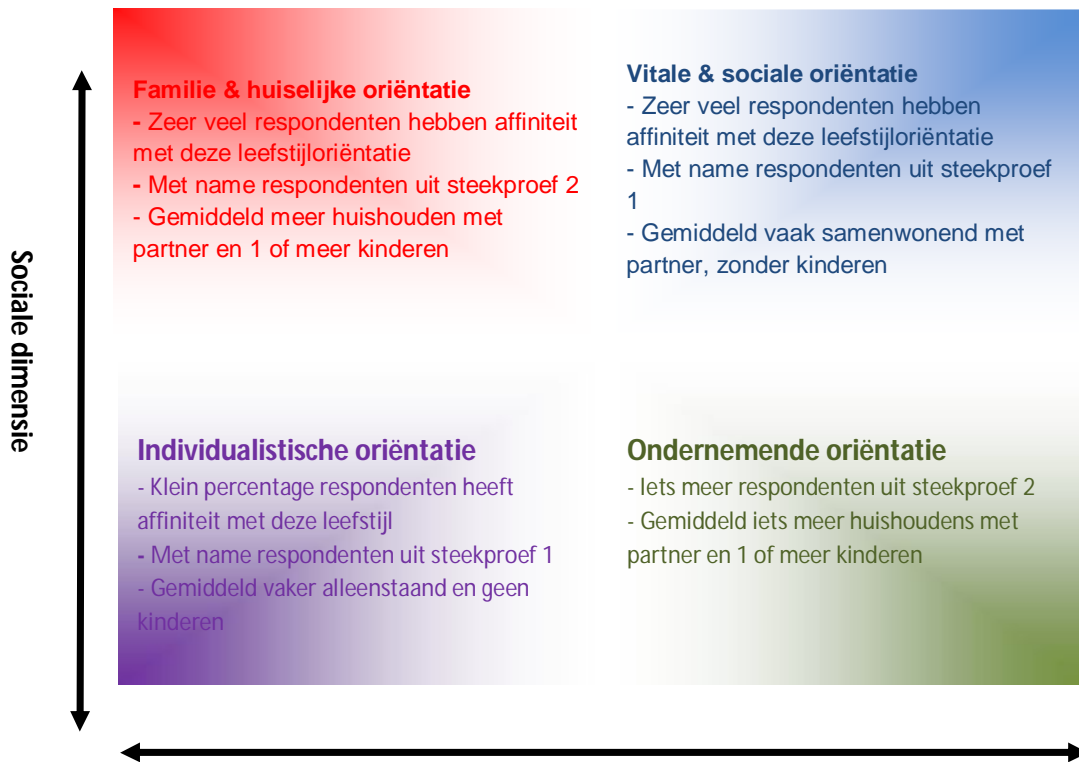 Familie & huiselijke oriëntatie
- Zeer veel respondenten hebben affiniteit
met deze leefstijloriëntatie
- Met name respondenten uit steekproef 2
- Gemiddeld meer huishouden met
partner en 1 of meer kinderen
Vitale & sociale oriëntatie
- Zeer veel respondenten hebben
affiniteit met deze leefstijloriëntatie
- Met name respondenten uit steekproef
1
- Gemiddeld vaak samenwonend met
partner, zonder kinderen
Sociale dimensie
Individualistische oriëntatie
- Klein percentage respondenten heeft
affiniteit met deze leefstijl
- Met name respondenten uit steekproef 1
- Gemiddeld vaker alleenstaand en geen
kinderen
Ondernemende oriëntatie
- Iets meer respondenten uit steekproef 2
- Gemiddeld iets meer huishoudens met
partner en 1 of meer kinderen